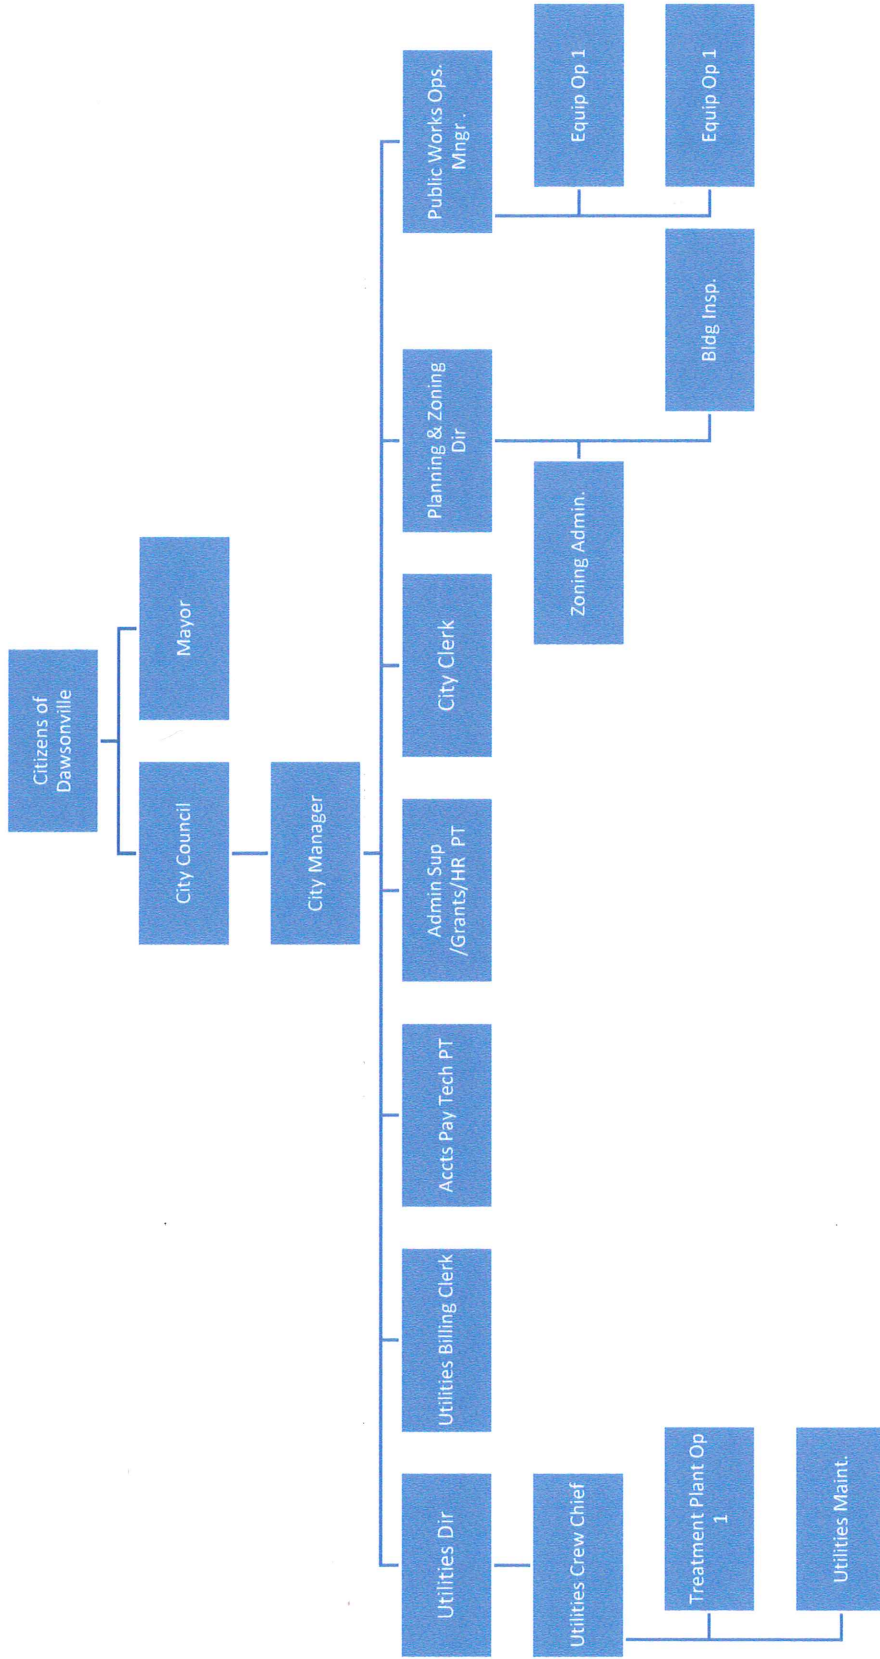 Citizens of
Dawsonville
City Council
Mayor
City Manager
Utilities Dir
Utilities Billing Clerk
Accts Pay Tech PT
Admin Sup
/Grants/HR PT
City Clerk
Planning & Zoning
Dir
Public Works Ops.
Mngr .
Utilities Crew Chief
Zoning Admin.
Equip Op 1
Treatment Plant Op
1
Bldg Insp.
Equip Op 1
Utilities Maint.